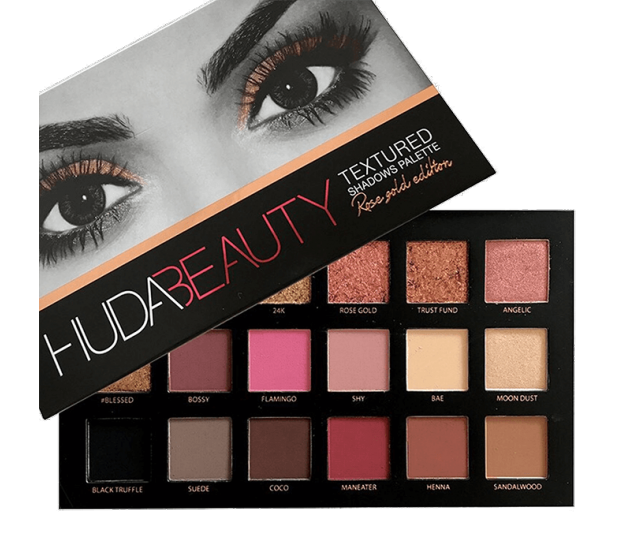 HUDABEAUTY
TEXTURED
SHADOWS PALETTE
Rose gold edition
24K
ROSE GOLD
TRUST FUND
ANGELIC
#BLESSED
BOSSY
FLAMINGO
SHY
BAE
MOON DUST
BLACK TRUFFLE
SUEDE
COCO
MANEATER
HENNA
SANDALWOOD